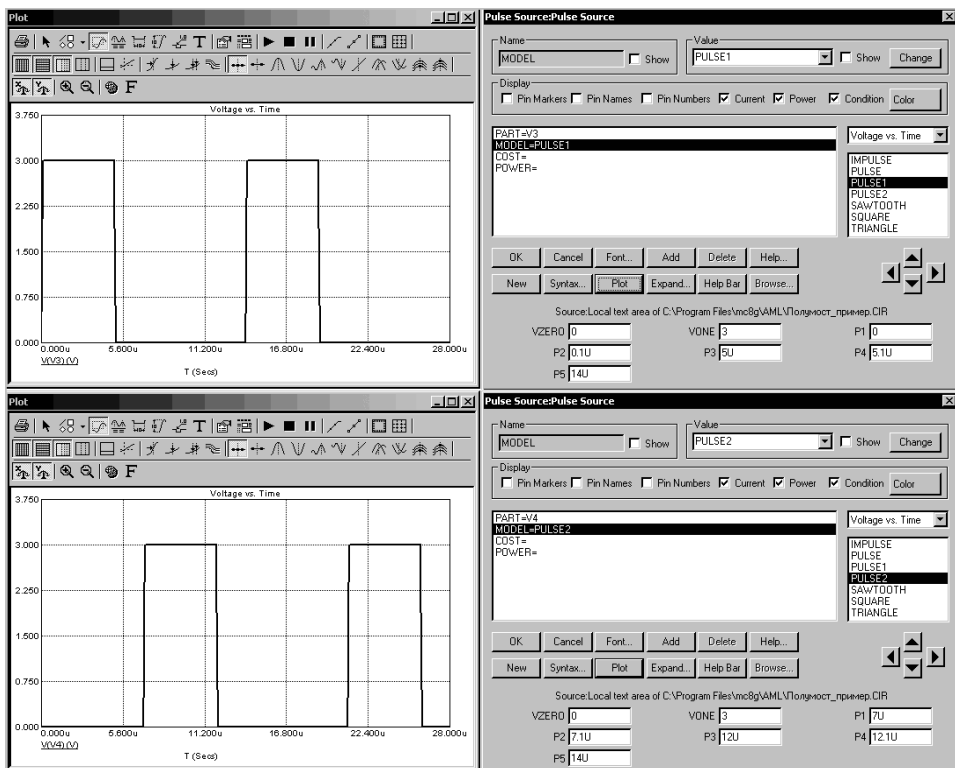 Plot
T
F
Voltage vs. Time
3.750
3.000
2.250
1.500
0.750
0.000
0.000u 5.600u 11.200u 16.800u 22.400u 28.000u
V(V3) (V)
T (Secs)
Pulse Source:Pulse Source
Name
MODEL
Show
Value
PULSE1
Show
Change
Display
Pin Markers Pin Names Pin Numbers Current Power Condition Color
PART=V3
MODEL=PULSE1
COST=
POWER=
Voltage vs. Time
IMPULSE
PULSE
PULSE1
PULSE2
SAWTOOTH
SQUARE
TRIANGLE
OK Cancel Font... Add Delete Help...
New Syntax... Plot Expand... Help Bar Browse...
Source:Local text area of C:\Program Files\mc8g\AML\Полумост_пример.CIR
VZERO 0 VONE 3 P1 0
P2 0.1U P3 5U P4 5.1U
P5 14U
Plot
T
F
Voltage vs. Time
3.750
3.000
2.250
1.500
0.750
0.000
0.000u 5.600u 11.200u 16.800u 22.400u 28.000u
V(V4) (V)
T (Secs)
Pulse Source:Pulse Source
Name
MODEL
Show
Value
PULSE2
Show
Change
Display
Pin Markers Pin Names Pin Numbers Current Power Condition Color
PART=V4
MODEL=PULSE2
COST=
POWER=
Voltage vs. Time
IMPULSE
PULSE
PULSE1
PULSE2
SAWTOOTH
SQUARE
TRIANGLE
OK Cancel Font... Add Delete Help...
New Syntax... Plot Expand... Help Bar Browse...
Source:Local text area of C:\Program Files\mc8g\AML\Полумост_пример.CIR
VZERO 0 VONE 3 P1 7U
P2 7.1U P3 12U P4 12.1U
P5 14U